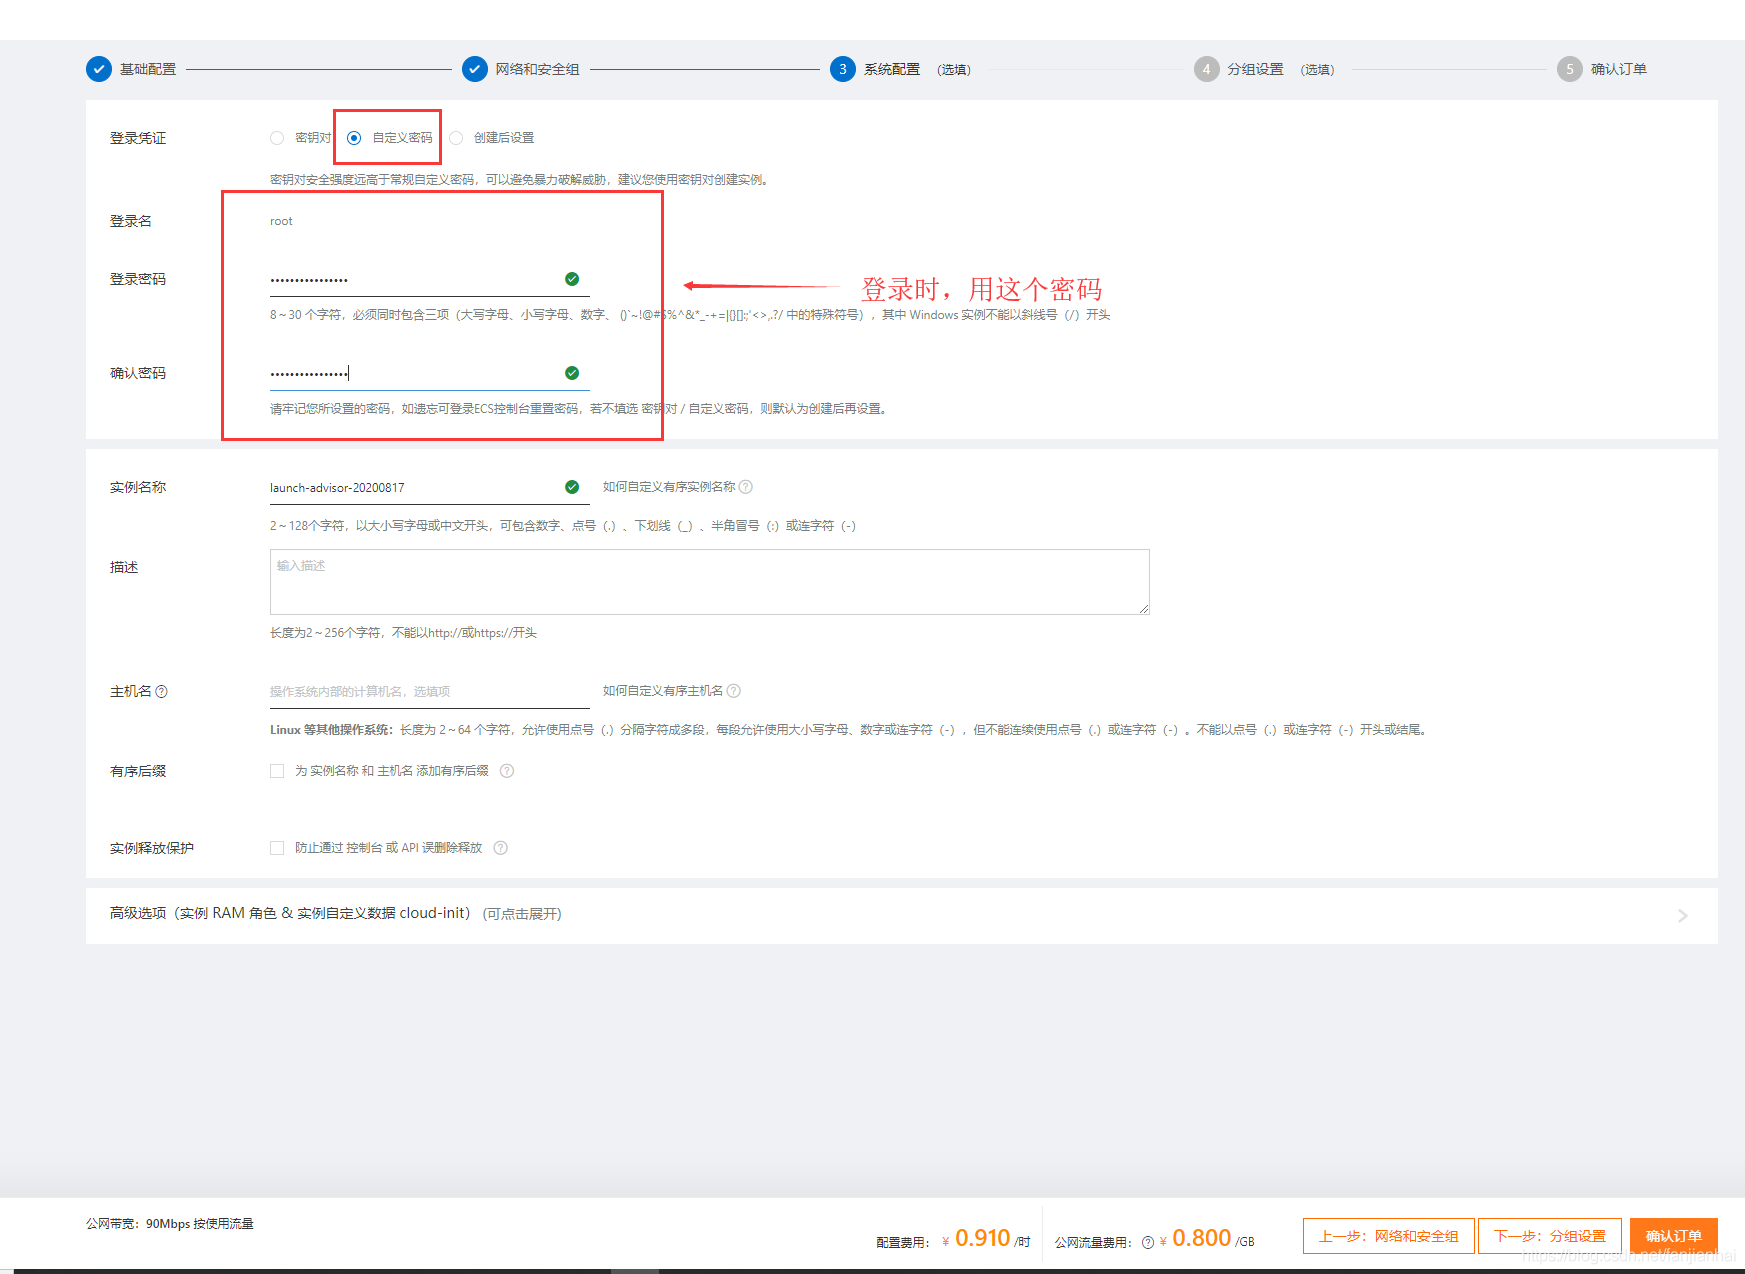 基础配置
网络和安全组
3 系统配置 (选填)
4 分组设置 (选填)
5 确认订单
登录凭证
密钥对 自定义密码 创建后设置
密钥对安全强度远高于常规自定义密码，可以避免暴力破解威胁，建议您使用密钥对创建实例。
登录名
root
登录密码
••••••••••••••••
登录时，用这个密码
8～30 个字符，必须同时包含三项（大写字母、小写字母、数字、 ()`~!@#$%^&*_-+=|{}[]:;'<>,.?/ 中的特殊符号），其中 Windows 实例不能以斜线号（/）开头
确认密码
••••••••••••••••
请牢记您所设置的密码，如遗忘可登录ECS控制台重置密码，若不填选 密钥对 / 自定义密码，则默认为创建后再设置。
实例名称
launch-advisor-20200817
如何自定义有序实例名称 ?
2～128个字符，以大小写字母或中文开头，可包含数字、点号（.）、下划线（_）、半角冒号（:）或连字符（-）
描述
输入描述
长度为2～256个字符，不能以http://或https://开头
主机名 ?
操作系统内部的计算机名，选填项
如何自定义有序主机名 ?
Linux 等其他操作系统：长度为 2～64 个字符，允许使用点号（.）分隔字符成多段，每段允许使用大小写字母、数字或连字符（-），但不能连续使用点号（.）或连字符（-）。不能以点号（.）或连字符（-）开头或结尾。
有序后缀
为 实例名称 和 主机名 添加有序后缀 ?
实例释放保护
防止通过 控制台 或 API 误删除释放 ?
高级选项（实例 RAM 角色 & 实例自定义数据 cloud-init） (可点击展开)
公网带宽：90Mbps 按使用流量
配置费用： ¥ 0.910 /时
公网流量费用： ? ¥ 0.800 /GB
上一步：网络和安全组
下一步：分组设置
确认订单
https://blog.csdn.net/fanjianhai